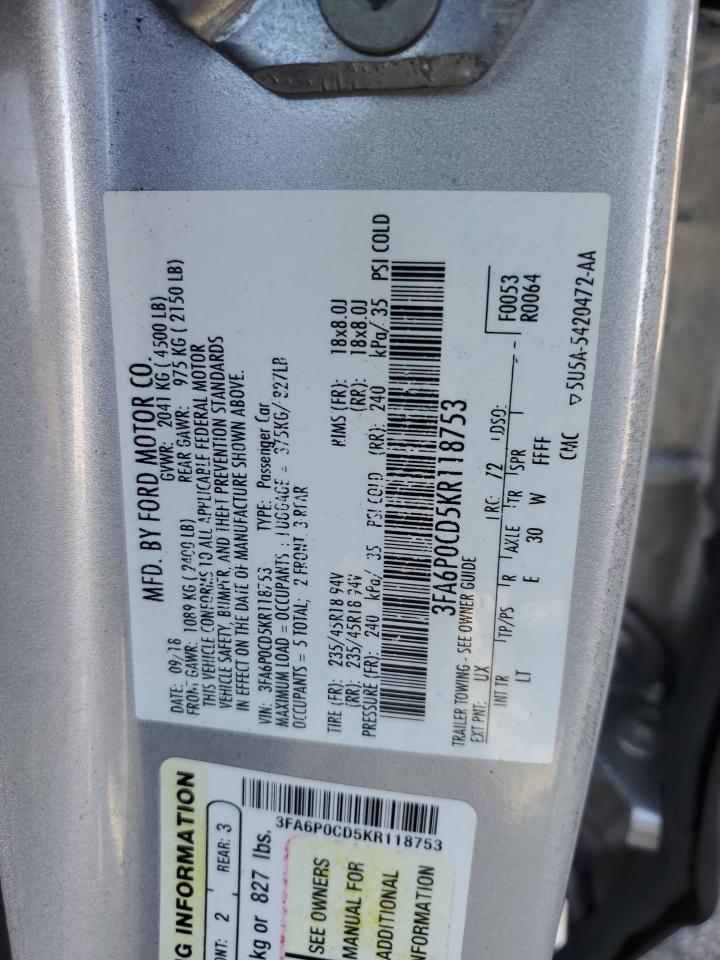 MFD. BY FORD MOTOR CO.
DATE: 09/18 GVWR: 2041 KG ( 4500 LB)
FRONT GAWR: 1089 KG ( 2400 LB) REAR GAWR: 975 KG ( 2150 LB)
THIS VEHICLE CONFORMS TO ALL APPLICABLE FEDERAL MOTOR
VEHICLE SAFETY, BUMPER, AND THEFT PREVENTION STANDARDS
IN EFFECT ON THE DATE OF MANUFACTURE SHOWN ABOVE.
VIN: 3FA6P0CD5KR118753 TYPE: Passenger Car
MAXIMUM LOAD = OCCUPANTS + LUGGAGE = 375KG/ 827LB
OCCUPANTS = 5 TOTAL; 2 FRONT 3 REAR
TIRE (FR): 235/45R18 94V RIMS (FR): 18x8.0J
(RR): 235/45R18 94V (RR): 18x8.0J
PRESSURE (FR): 240 kPa/ 35 PSI COLD (RR): 240 kPa/ 35 PSI COLD
3FA6P0CD5KR118753
TRAILER TOWING - SEE OWNER GUIDE
EXT PNT: UX RC: 72 DSO: F0053
R0064
INT TR TP/PS R AXLE TR SPR
LT E 30 W FFFF
CMC ▽5U5A-5420472-AA
3FA6P0CD5KR118753
G INFORMATION
ONT: 2 REAR: 3
kg or 827 lbs.
SEE OWNERS
MANUAL FOR
ADDITIONAL
INFORMATION